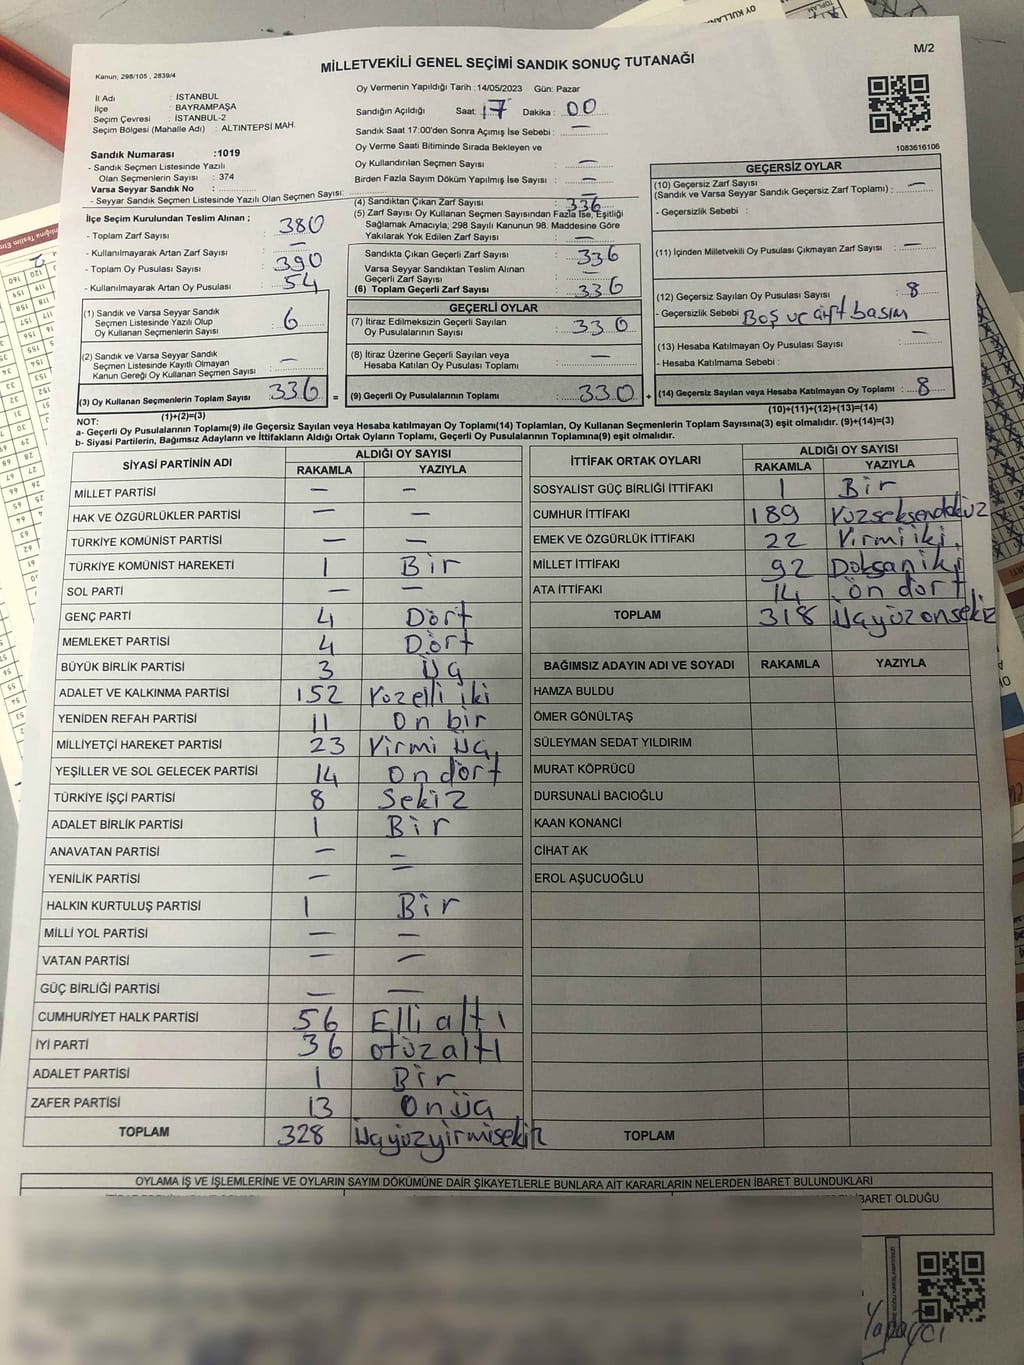 M/2
MİLLETVEKİLİ GENEL SEÇİMİ SANDIK SONUÇ TUTANAĞI
Kanun, 298/105 , 2839/4
İl Adı : İSTANBUL
İlçe : BAYRAMPAŞA
Seçim Çevresi : İSTANBUL-2
Seçim Bölgesi (Mahalle Adı) : ALTINTEPSİ MAH.
Sandık Numarası :1019
- Sandık Seçmen Listesinde Yazılı
Olan Seçmenlerin Sayısı : 374
Varsa Seyyar Sandık No :
- Seyyar Sandık Seçmen Listesinde Yazılı Olan Seçmen Sayısı:
Oy Vermenin Yapıldığı Tarih :14/05/2023 Gün: Pazar
Sandığın Açıldığı Saat: 17 Dakika : 00
Sandık Saat 17:00'den Sonra Açımış İse Sebebi : —
Oy Verme Saati Bitiminde Sırada Bekleyen ve
Oy Kullandırılan Seçmen Sayısı : —
Birden Fazla Sayım Döküm Yapılmış İse Sayısı : —
1083616106
İlçe Seçim Kurulundan Teslim Alınan ;
- Toplam Zarf Sayısı : 380
- Kullanılmayarak Artan Zarf Sayısı : —
- Toplam Oy Pusulası Sayısı : 390
- Kullanılmayarak Artan Oy Pusulası : 54
(1) Sandık ve Varsa Seyyar Sandık
Seçmen Listesinde Yazılı Olup
Oy Kullanan Seçmenlerin Sayısı : 6
(2) Sandık ve Varsa Seyyar Sandık
Seçmen Listesinde Kayıtlı Olmayan
Kanun Gereği Oy Kullanan Seçmen Sayısı : —
(3) Oy Kullanan Seçmenlerin Toplam Sayısı 336 =
(1)+(2)=(3)
(4) Sandıktan Çıkan Zarf Sayısı : 336
(5) Zarf Sayısı Oy Kullanan Seçmen Sayısından Fazla İse, Eşitliği
Sağlamak Amacıyla; 298 Sayılı Kanunun 98. Maddesine Göre
Yakılarak Yok Edilen Zarf Sayısı : —
Sandıkta Çıkan Geçerli Zarf Sayısı : 336
Varsa Seyyar Sandıktan Teslim Alınan
Geçerli Zarf Sayısı : —
(6) Toplam Geçerli Zarf Sayısı : 336
GEÇERLİ OYLAR
(7) İtiraz Edilmeksizin Geçerli Sayılan
Oy Pusulalarının Sayısı : 330
(8) İtiraz Üzerine Geçerli Sayılan veya
Hesaba Katılan Oy Pusulası Toplamı : —
(9) Geçerli Oy Pusulalarının Toplamı : 330 +
GEÇERSİZ OYLAR
(10) Geçersiz Zarf Sayısı : —
(Sandık ve Varsa Seyyar Sandık Geçersiz Zarf Toplamı) :
- Geçersizlik Sebebi :
(11) İçinden Milletvekili Oy Pusulası Çıkmayan Zarf Sayısı : —
(12) Geçersiz Sayılan Oy Pusulası Sayısı : 8
- Geçersizlik Sebebi : Boş ve çift basım
(13) Hesaba Katılmayan Oy Pusulası Sayısı : —
- Hesaba Katılmama Sebebi :
(14) Geçersiz Sayılan veya Hesaba Katılmayan Oy Toplamı : 8
(10)+(11)+(12)+(13)=(14)
NOT:
a- Geçerli Oy Pusulalarının Toplamı(9) ile Geçersiz Sayılan veya Hesaba katılmayan Oy Toplamı(14) Toplamları, Oy Kullanan Seçmenlerin Toplam Sayısına(3) eşit olmalıdır. (9)+(14)=(3)
b- Siyasi Partilerin, Bağımsız Adayların ve İttifakların Aldığı Ortak Oyların Toplamı, Geçerli Oy Pusulalarının Toplamına(9) eşit olmalıdır.
SİYASİ PARTİNİN ADI ALDIĞI OY SAYISI
RAKAMLA YAZIYLA
MİLLET PARTİSİ — —
HAK VE ÖZGÜRLÜKLER PARTİSİ — —
TÜRKİYE KOMÜNİST PARTİSİ — —
TÜRKİYE KOMÜNİST HAREKETİ 1 Bir
SOL PARTİ — —
GENÇ PARTİ 4 Dört
MEMLEKET PARTİSİ 4 Dört
BÜYÜK BİRLİK PARTİSİ 3 Üç
ADALET VE KALKINMA PARTİSİ 152 Yüzelli iki
YENİDEN REFAH PARTİSİ 11 On bir
MİLLİYETÇİ HAREKET PARTİSİ 23 Yirmi üç
YEŞİLLER VE SOL GELECEK PARTİSİ 14 On dört
TÜRKİYE İŞÇİ PARTİSİ 8 Sekiz
ADALET BİRLİK PARTİSİ 1 Bir
ANAVATAN PARTİSİ — —
YENİLİK PARTİSİ — —
HALKIN KURTULUŞ PARTİSİ 1 Bir
MİLLİ YOL PARTİSİ — —
VATAN PARTİSİ — —
GÜÇ BİRLİĞİ PARTİSİ — —
CUMHURİYET HALK PARTİSİ 56 Elli altı
İYİ PARTİ 36 otüzaltı
ADALET PARTİSİ 1 Bir
ZAFER PARTİSİ 13 Onüç
TOPLAM 328 Üçyüzyirmisekiz
İTTİFAK ORTAK OYLARI ALDIĞI OY SAYISI
RAKAMLA YAZIYLA
SOSYALİST GÜÇ BİRLİĞİ İTTİFAKI 1 Bir
CUMHUR İTTİFAKI 189 Yüzseksendokuz
EMEK VE ÖZGÜRLÜK İTTİFAKI 22 Yirmi iki
MİLLET İTTİFAKI 92 Doksan iki
ATA İTTİFAKI 14 ön dört
TOPLAM 318 Üçyüzonsekiz
BAĞIMSIZ ADAYIN ADI VE SOYADI RAKAMLA YAZIYLA
HAMZA BULDU
ÖMER GÖNÜLTAŞ
SÜLEYMAN SEDAT YILDIRIM
MURAT KÖPRÜCÜ
DURSUNALİ BACIOĞLU
KAAN KONANCİ
CİHAT AK
EROL AŞUCUOĞLU
TOPLAM
OYLAMA İŞ VE İŞLEMLERİNE VE OYLARIN SAYIM DÖKÜMÜNE DAİR ŞİKAYETLERLE BUNLARA AİT KARARLARIN NELERDEN İBARET BULUNDUKLARI
İBARET OLDUĞU